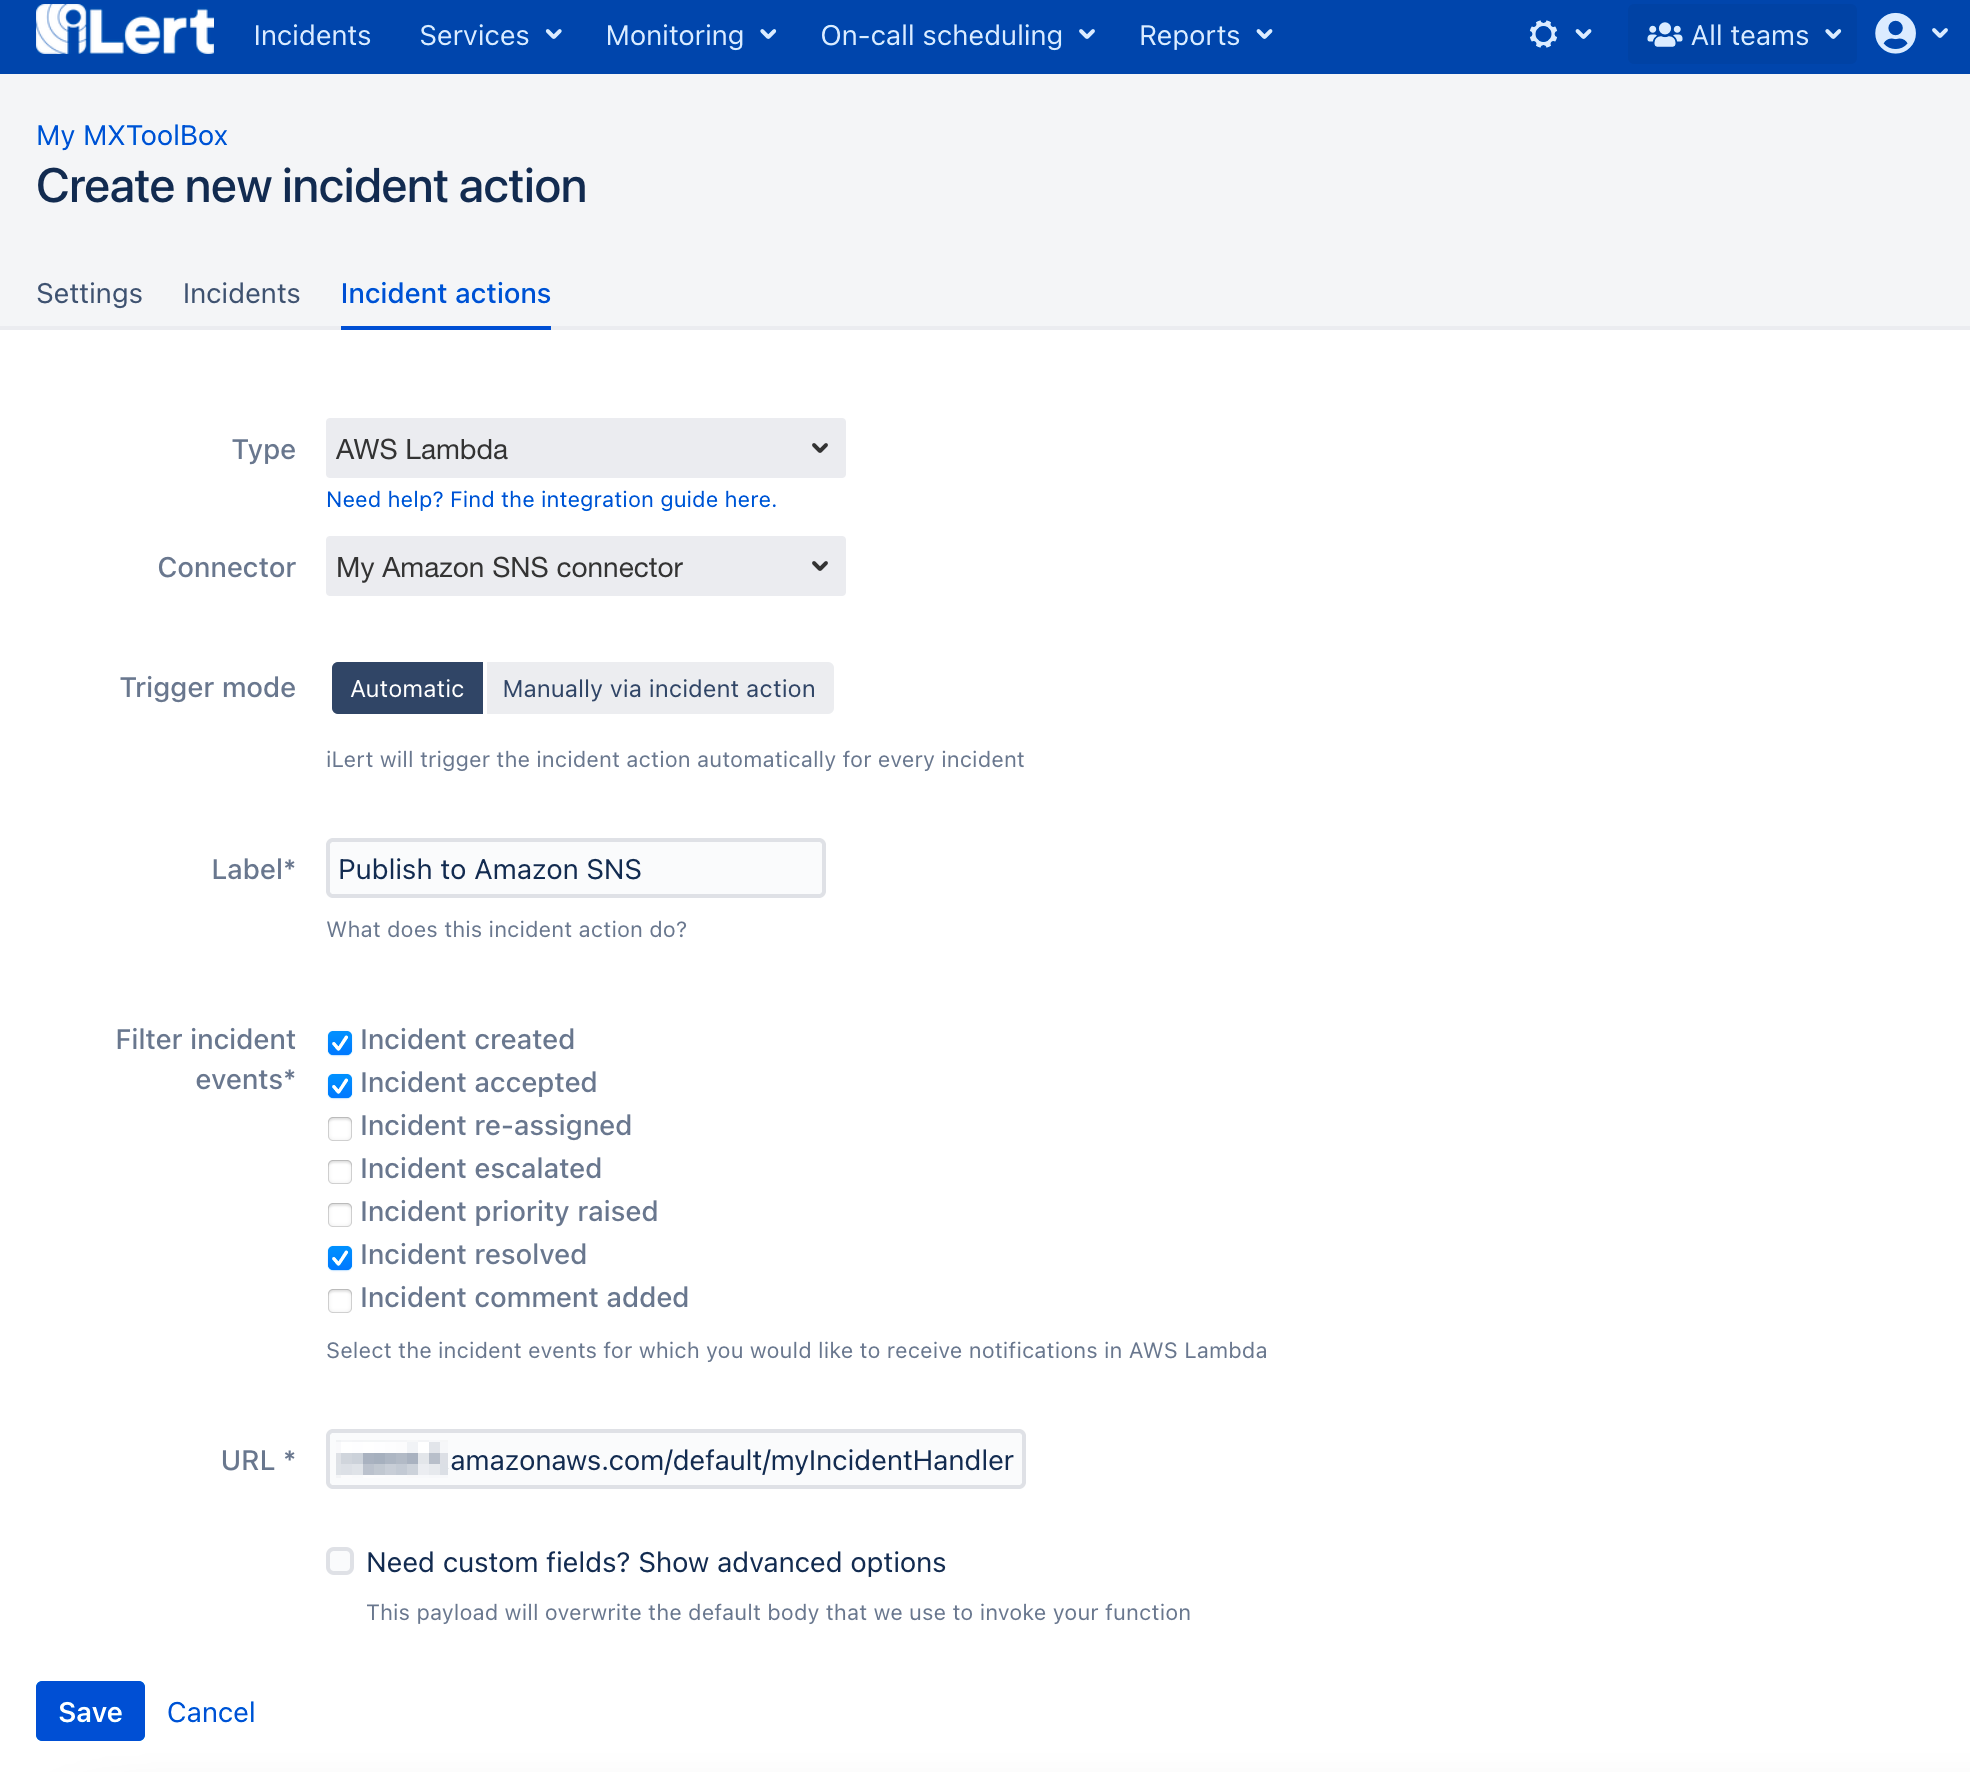 iLert Incidents Services Monitoring On-call scheduling Reports All teams
My MXToolBox
Create new incident action
Settings Incidents Incident actions
Type AWS Lambda
Need help? Find the integration guide here.
Connector My Amazon SNS connector
Trigger mode Automatic Manually via incident action
iLert will trigger the incident action automatically for every incident
Label* Publish to Amazon SNS
What does this incident action do?
Filter incident events*
Incident created
Incident accepted
Incident re-assigned
Incident escalated
Incident priority raised
Incident resolved
Incident comment added
Select the incident events for which you would like to receive notifications in AWS Lambda
URL * amazonaws.com/default/myIncidentHandler
Need custom fields? Show advanced options
This payload will overwrite the default body that we use to invoke your function
Save Cancel